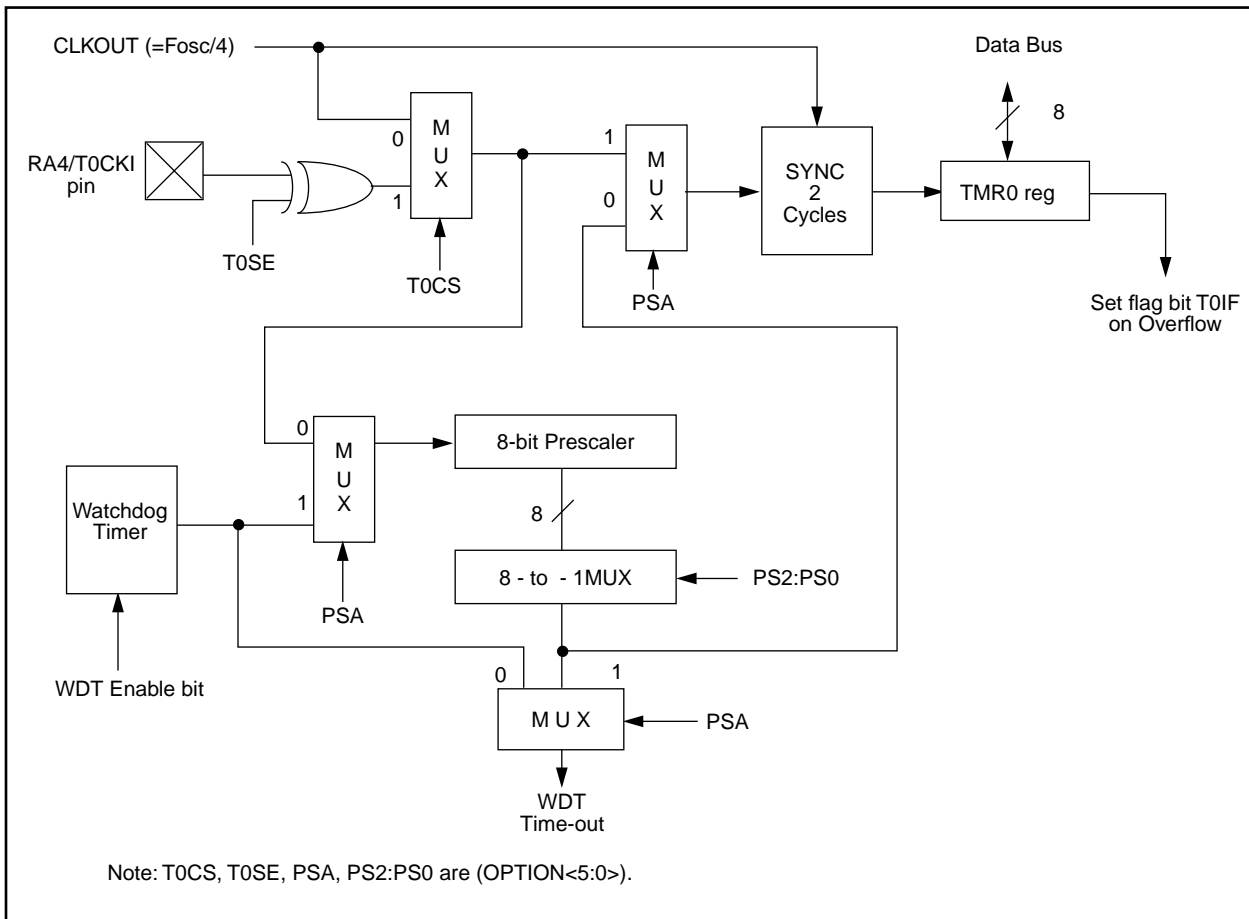 CLKOUT (=Fosc/4)
Data Bus
8
RA4/T0CKI
pin
T0SE
0
1
M
U
X
T0CS
1
0
M
U
X
PSA
SYNC
2
Cycles
TMR0 reg
Set flag bit T0IF
on Overflow
Watchdog
Timer
WDT Enable bit
0
1
M
U
X
PSA
8-bit Prescaler
8
8 - to - 1MUX
PS2:PS0
0
1
M U X
PSA
WDT
Time-out
Note: T0CS, T0SE, PSA, PS2:PS0 are (OPTION<5:0>).